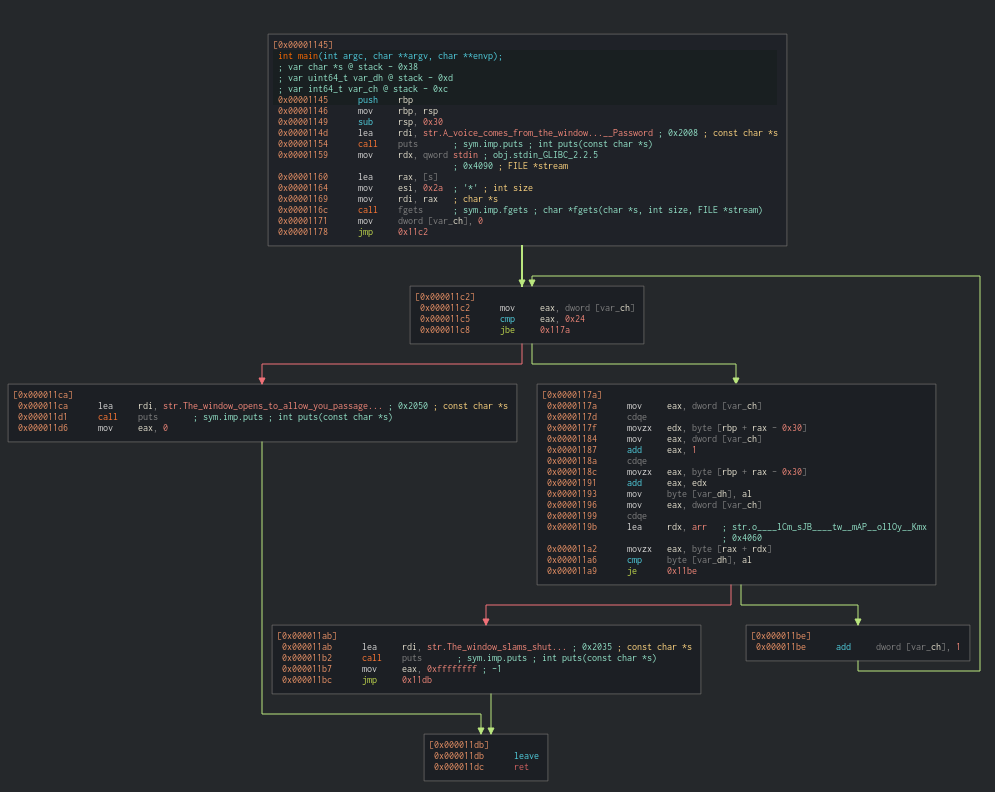 [0x00001145]
int main(int argc, char **argv, char **envp);
; var char *s @ stack - 0x38
; var uint64_t var_dh @ stack - 0xd
; var int64_t var_ch @ stack - 0xc
0x00001145 push rbp
0x00001146 mov rbp, rsp
0x00001149 sub rsp, 0x30
0x0000114d lea rdi, str.A_voice_comes_from_the_window...__Password ; 0x2008 ; const char *s
0x00001154 call puts ; sym.imp.puts ; int puts(const char *s)
0x00001159 mov rdx, qword stdin ; obj.stdin_GLIBC_2.2.5
; 0x4090 ; FILE *stream
0x00001160 lea rax, [s]
0x00001164 mov esi, 0x2a ; '*' ; int size
0x00001169 mov rdi, rax ; char *s
0x0000116c call fgets ; sym.imp.fgets ; char *fgets(char *s, int size, FILE *stream)
0x00001171 mov dword [var_ch], 0
0x00001178 jmp 0x11c2
[0x000011c2]
0x000011c2 mov eax, dword [var_ch]
0x000011c5 cmp eax, 0x24
0x000011c8 jbe 0x117a
[0x000011ca]
0x000011ca lea rdi, str.The_window_opens_to_allow_you_passage... ; 0x2050 ; const char *s
0x000011d1 call puts ; sym.imp.puts ; int puts(const char *s)
0x000011d6 mov eax, 0
[0x0000117a]
0x0000117a mov eax, dword [var_ch]
0x0000117d cdqe
0x0000117f movzx edx, byte [rbp + rax - 0x30]
0x00001184 mov eax, dword [var_ch]
0x00001187 add eax, 1
0x0000118a cdqe
0x0000118c movzx eax, byte [rbp + rax - 0x30]
0x00001191 add eax, edx
0x00001193 mov byte [var_dh], al
0x00001196 mov eax, dword [var_ch]
0x00001199 cdqe
0x0000119b lea rdx, arr ; str.o____lCm_sJB____tw__mAP__ollOy__Kmx
; 0x4060
0x000011a2 movzx eax, byte [rax + rdx]
0x000011a6 cmp byte [var_dh], al
0x000011a9 je 0x11be
[0x000011ab]
0x000011ab lea rdi, str.The_window_slams_shut... ; 0x2035 ; const char *s
0x000011b2 call puts ; sym.imp.puts ; int puts(const char *s)
0x000011b7 mov eax, 0xffffffff ; -1
0x000011bc jmp 0x11db
[0x000011be]
0x000011be add dword [var_ch], 1
[0x000011db]
0x000011db leave
0x000011dc ret